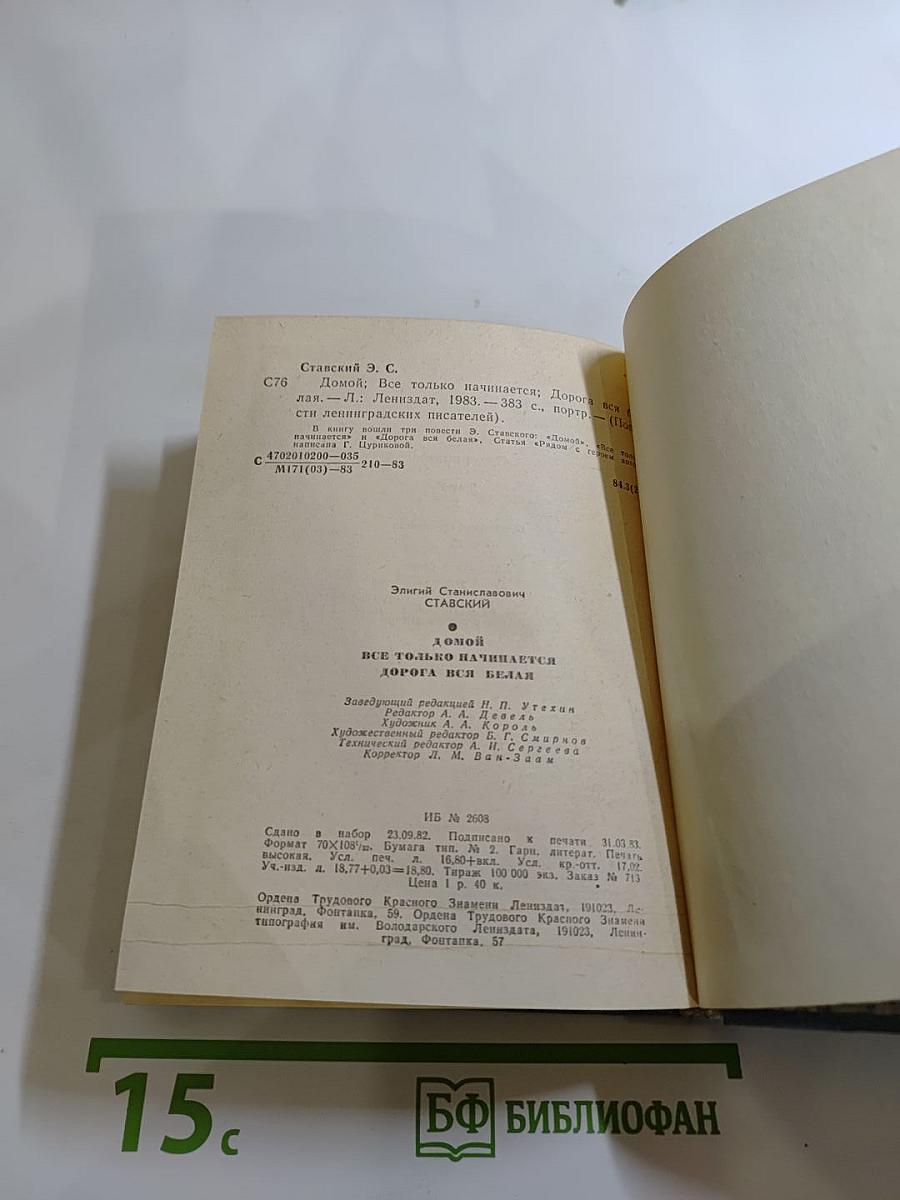 Ставский Э. С.
С76 Домой; Все только начинается; Дорога вся
лая. — Л.: Лениздат, 1983. — 383 с., портр. — (Пов
сти ленинградских писателей).
В книгу вошли три повести Э. Ставского: «Домой», «Все толь
начинается» и «Дорога вся белая». Статья «Рядом с героем
написана Г. Цуриковой.
С 4702010200—035
М171(03)—83 210—83
84.3(2
Элигий Станиславович
СТАВСКИЙ
ДОМОЙ
ВСЕ ТОЛЬКО НАЧИНАЕТСЯ
ДОРОГА ВСЯ БЕЛАЯ
Заведующий редакцией Н. П. Утехин
Редактор А. А. Девель
Художник А. А. Король
Художественный редактор Б. Г. Смирнов
Технический редактор А. И. Сергеева
Корректор Л. М. Ван-Заам
ИБ № 2608
Сдано в набор 23.09.82. Подписано к печати 31.03.83.
Формат 70×108¹/₃₂. Бумага тип. № 2. Гарн. литерат. Печать
высокая. Усл. печ. л. 16,80+вкл. Усл. кр.-отт. 17,02.
Уч.-изд. л. 18,77+0,03=18,80. Тираж 100 000 экз. Заказ № 713
Цена 1 р. 40 к.
Ордена Трудового Красного Знамени Лениздат, 191023, Ле-
нинград, Фонтанка, 59. Ордена Трудового Красного Знамени
типография им. Володарского Лениздата, 191023, Ленин-
град, Фонтанка, 57
15 с
БФ БИБЛИОФАН